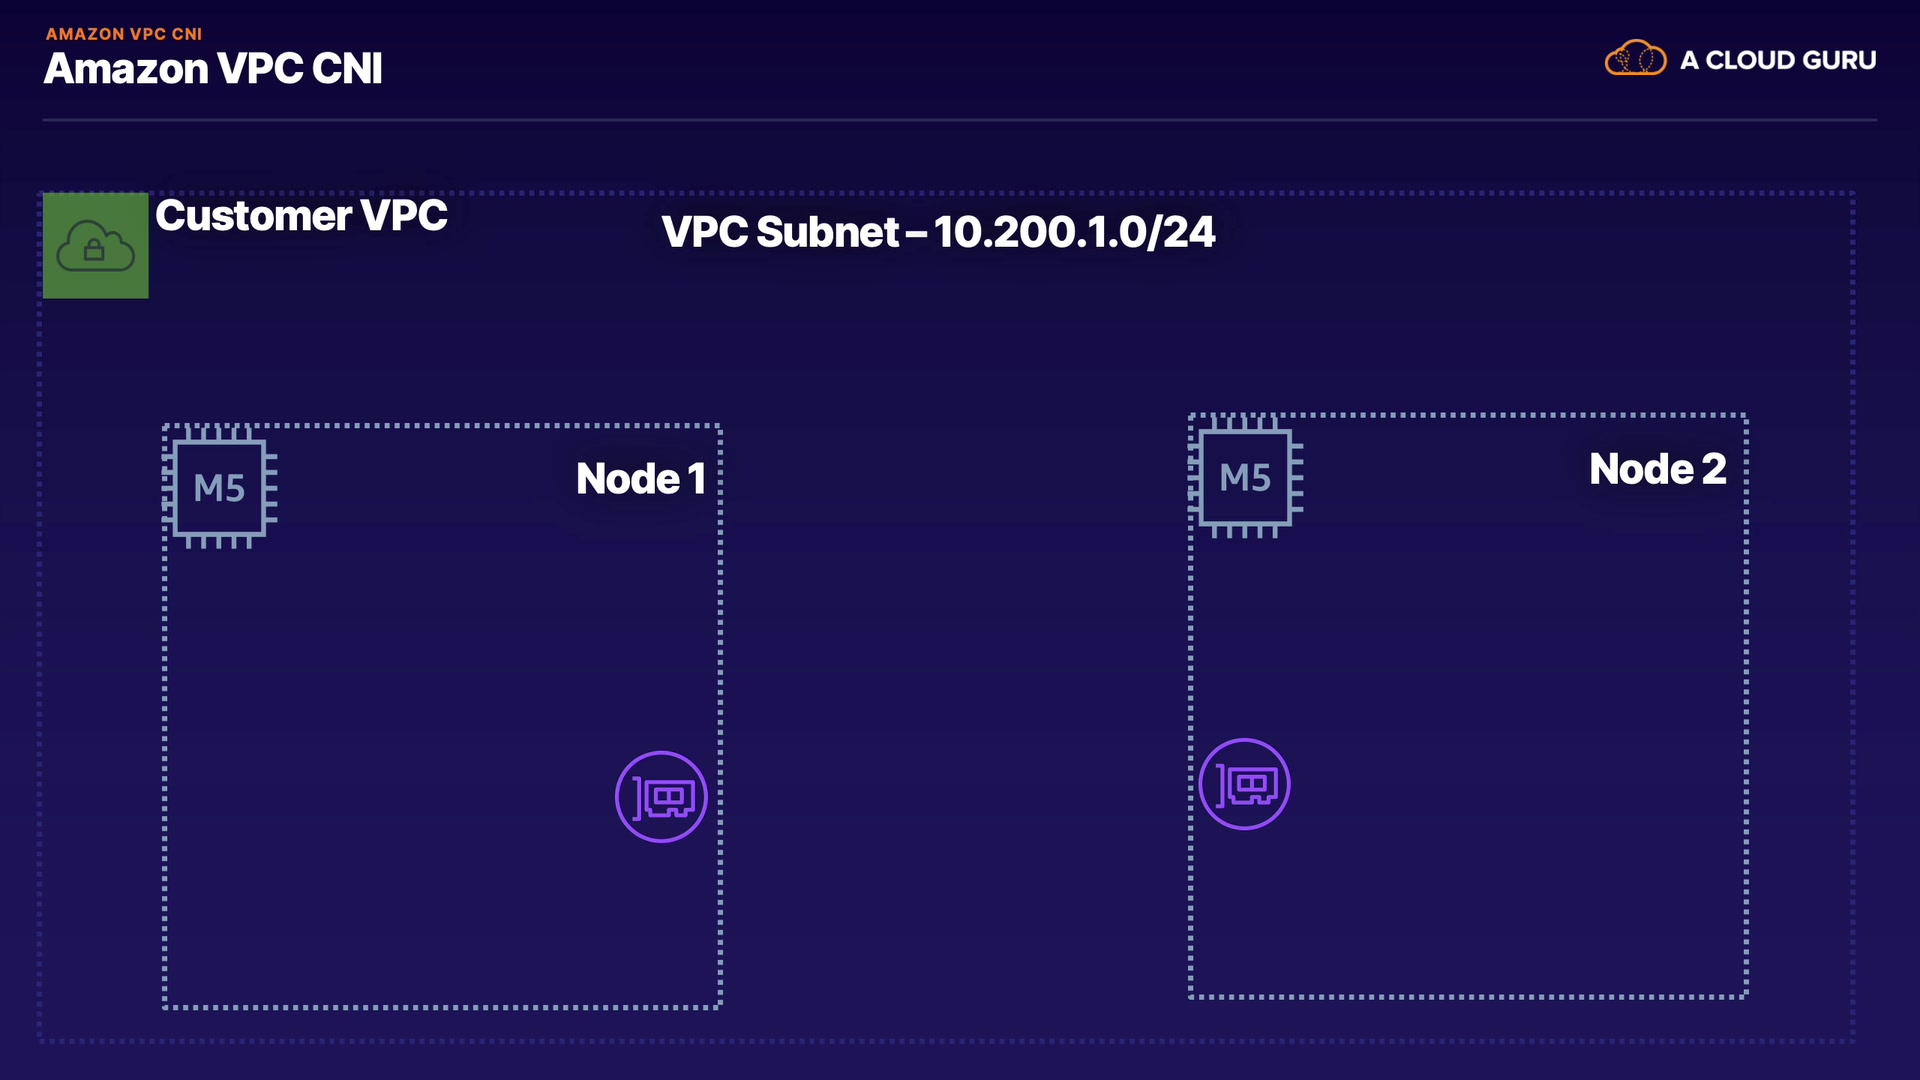 AMAZON VPC CNI
Amazon VPC CNI
A CLOUD GURU
Customer VPC
VPC Subnet – 10.200.1.0/24
M5
Node 1
M5
Node 2